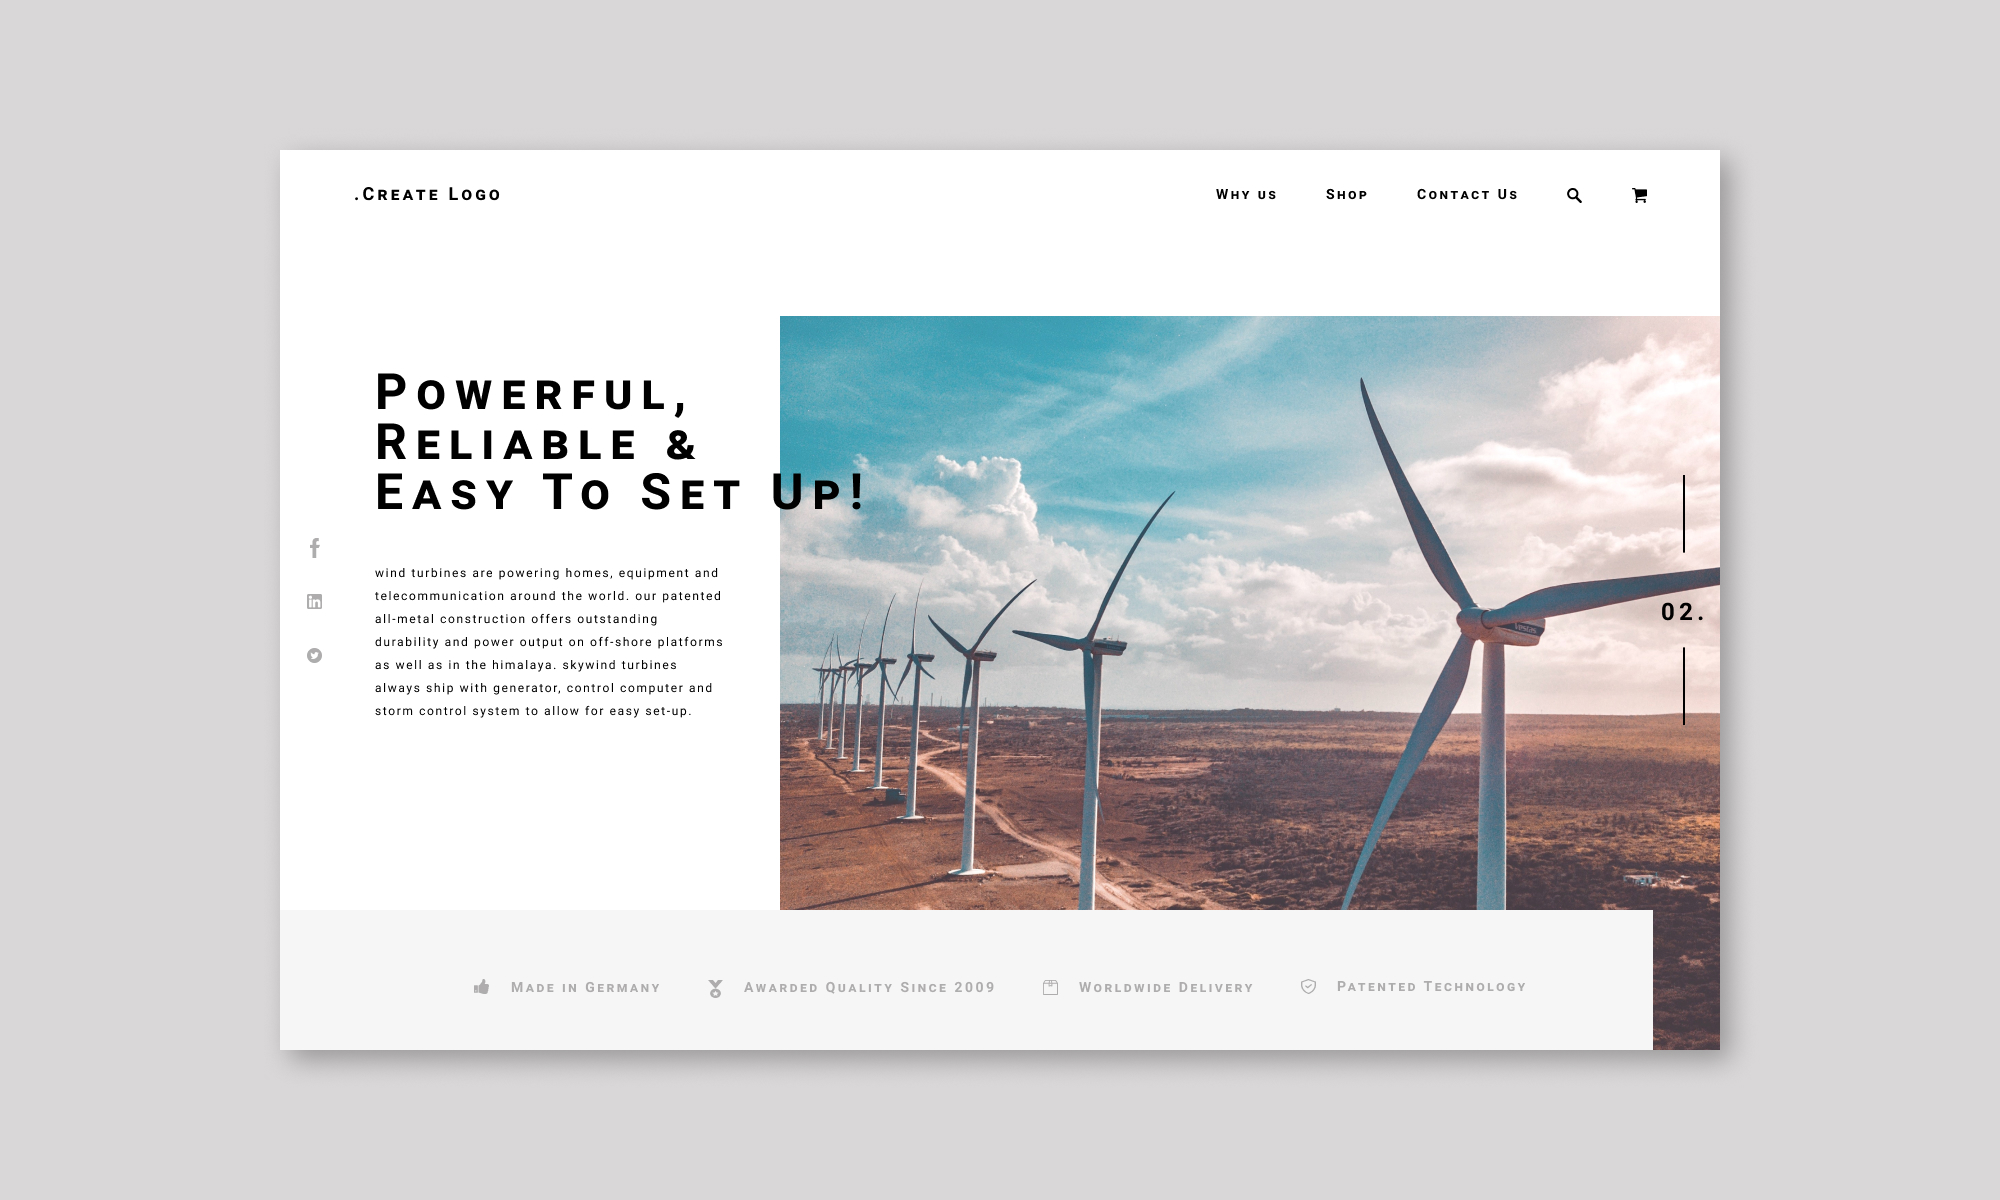 .Create Logo
Why us
Shop
Contact Us
Powerful,
Reliable &
Easy To Set Up!
wind turbines are powering homes, equipment and
telecommunication around the world. our patented
all-metal construction offers outstanding
durability and power output on off-shore platforms
as well as in the himalaya. skywind turbines
always ship with generator, control computer and
storm control system to allow for easy set-up.
02.
Made in Germany
Awarded Quality Since 2009
Worldwide Delivery
Patented Technology